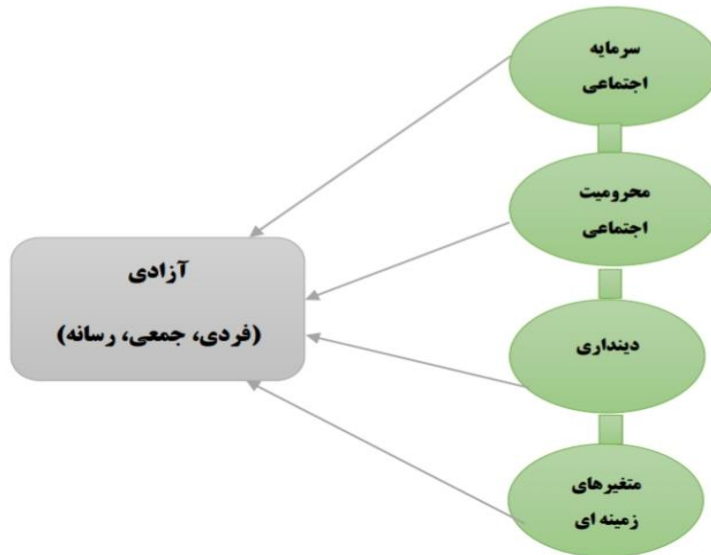 سرمایه
اجتماعی
محرومیت
اجتماعی
آزادی
(فردی، جمعی، رسانه)
دینداری
متغیرهای
زمینه ای